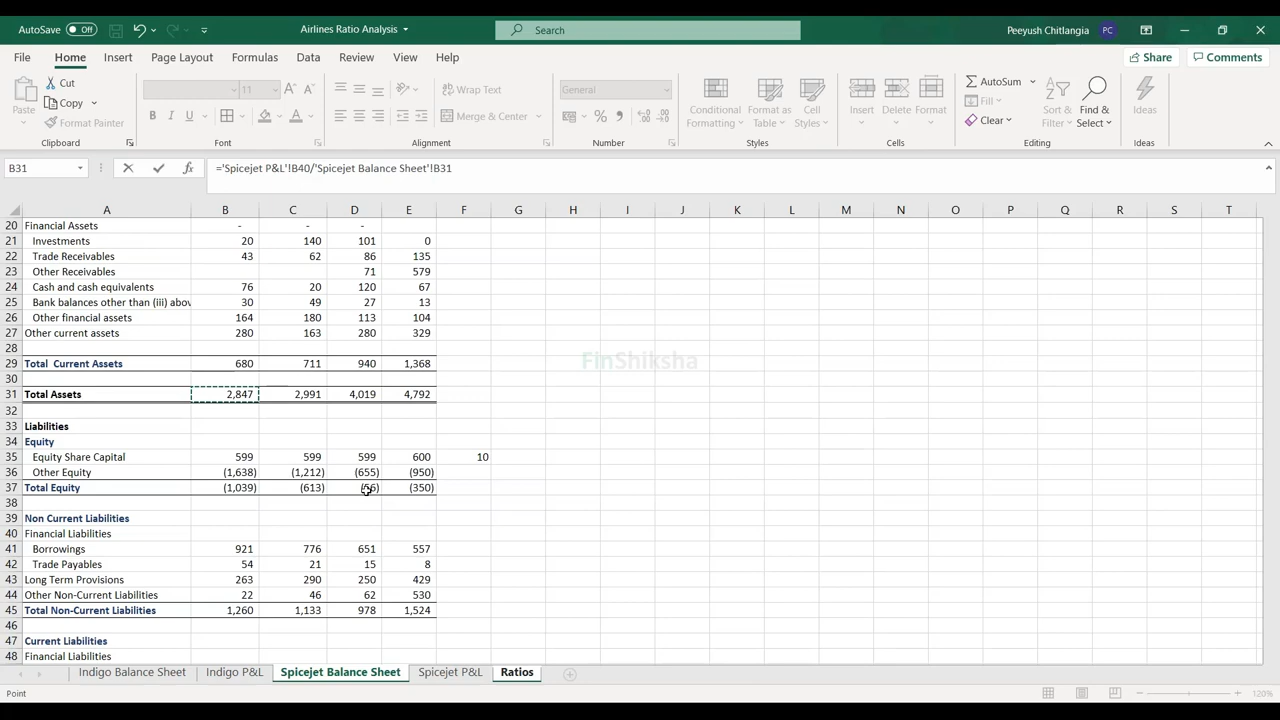 AutoSave Off Airlines Ratio Analysis Search Peeyush Chitlangia PC
File Home Insert Page Layout Formulas Data Review View Help Share Comments
Cut
Copy
Format Painter
Paste
11
Wrap Text
Merge & Center
General
Conditional Formatting
Format as Table
Cell Styles
Insert Delete Format
AutoSum
Fill
Clear
Sort & Filter
Find & Select
Ideas
Clipboard Font Alignment Number Styles Cells Editing Ideas
B31 fx ='Spicejet P&L'!B40/'Spicejet Balance Sheet'!B31
A B C D E F G H I J K L M N O P Q R S T
20 Financial Assets - - -
21 Investments 20 140 101 0
22 Trade Receivables 43 62 86 135
23 Other Receivables 71 579
24 Cash and cash equivalents 76 20 120 67
25 Bank balances other than (iii) abov 30 49 27 13
26 Other financial assets 164 180 113 104
27 Other current assets 280 163 280 329
28
29 Total Current Assets 680 711 940 1,368
30
31 Total Assets 2,847 2,991 4,019 4,792
32
33 Liabilities
34 Equity
35 Equity Share Capital 599 599 599 600 10
36 Other Equity (1,638) (1,212) (655) (950)
37 Total Equity (1,039) (613) (350)
38
39 Non Current Liabilities
40 Financial Liabilities
41 Borrowings 921 776 651 557
42 Trade Payables 54 21 15 8
43 Long Term Provisions 263 290 250 429
44 Other Non-Current Liabilities 22 46 62 530
45 Total Non-Current Liabilities 1,260 1,133 978 1,524
46
47 Current Liabilities
48 Financial Liabilities
FinShiksha
Indigo Balance Sheet Indigo P&L Spicejet Balance Sheet Spicejet P&L Ratios
Point 120%